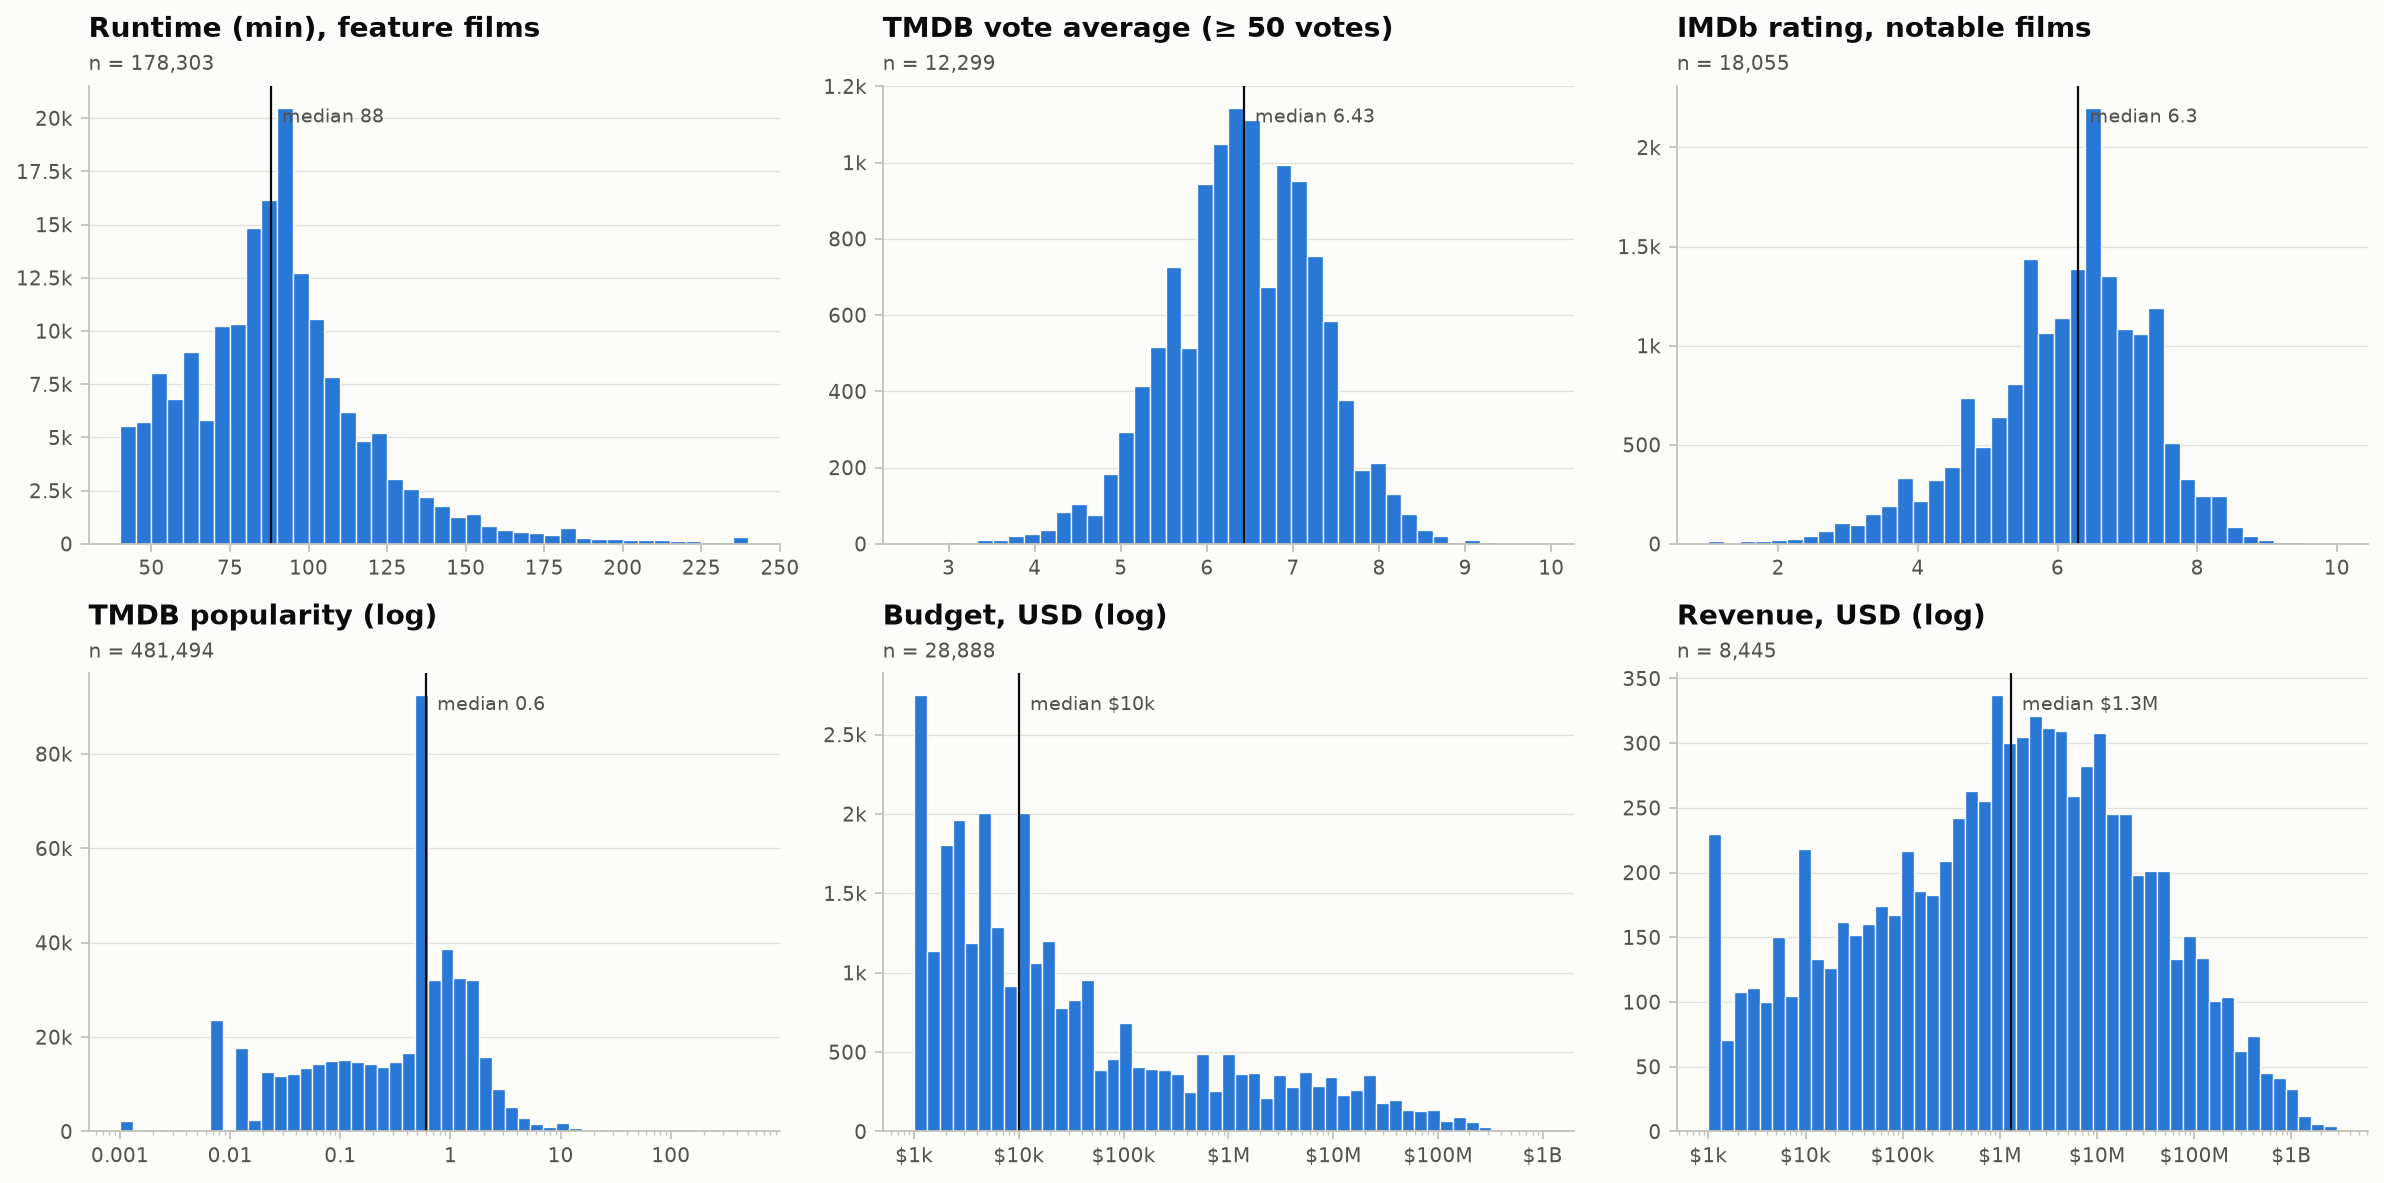 Runtime (min), feature films
n = 178,303
20k
17.5k
15k
12.5k
10k
7.5k
5k
2.5k
0
median 88
50 75 100 125 150 175 200 225 250
TMDB vote average (≥ 50 votes)
n = 12,299
1.2k
1k
800
600
400
200
0
median 6.43
3 4 5 6 7 8 9 10
IMDb rating, notable films
n = 18,055
2k
1.5k
1k
500
0
median 6.3
2 4 6 8 10
TMDB popularity (log)
n = 481,494
80k
60k
40k
20k
0
median 0.6
0.001 0.01 0.1 1 10 100
Budget, USD (log)
n = 28,888
2.5k
2k
1.5k
1k
500
0
median $10k
$1k $10k $100k $1M $10M $100M $1B
Revenue, USD (log)
n = 8,445
350
300
250
200
150
100
50
0
median $1.3M
$1k $10k $100k $1M $10M $100M $1B